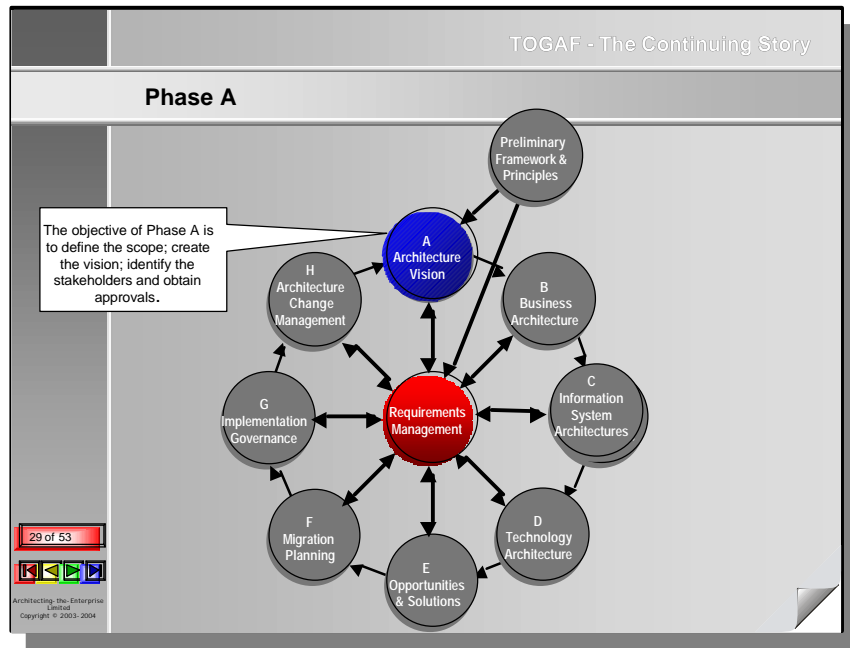 TOGAF - The Continuing Story
Phase A
Preliminary
Framework &
Principles
The objective of Phase A is
to define the scope; create
the vision; identify the
stakeholders and obtain
approvals.
A
Architecture
Vision
H
Architecture
Change
Management
B
Business
Architecture
G
Implementation
Governance
Requirements
Management
C
Information
System
Architectures
F
Migration
Planning
D
Technology
Architecture
E
Opportunities
& Solutions
29 of 53
Architecting-the-Enterprise
Limited
Copyright © 2003-2004